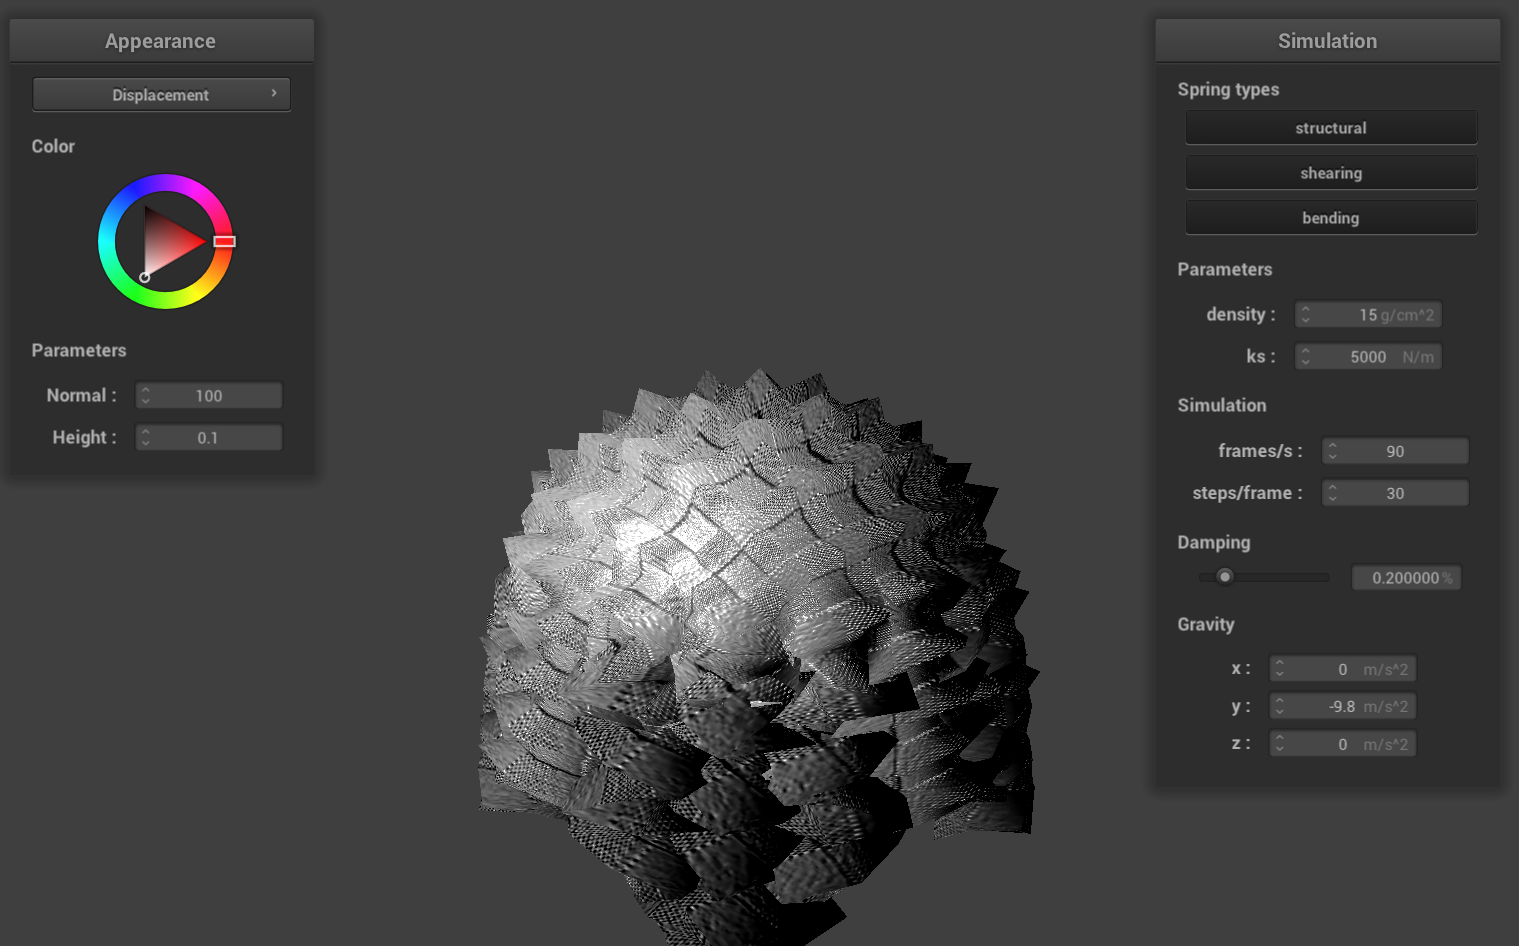 Appearance
Displacement ›
Color
Parameters
Normal : 100
Height : 0.1
Simulation
Spring types
structural
shearing
bending
Parameters
density : 15 g/cm^2
ks : 5000 N/m
Simulation
frames/s : 90
steps/frame : 30
Damping
0.200000 %
Gravity
x : 0 m/s^2
y : -9.8 m/s^2
z : 0 m/s^2